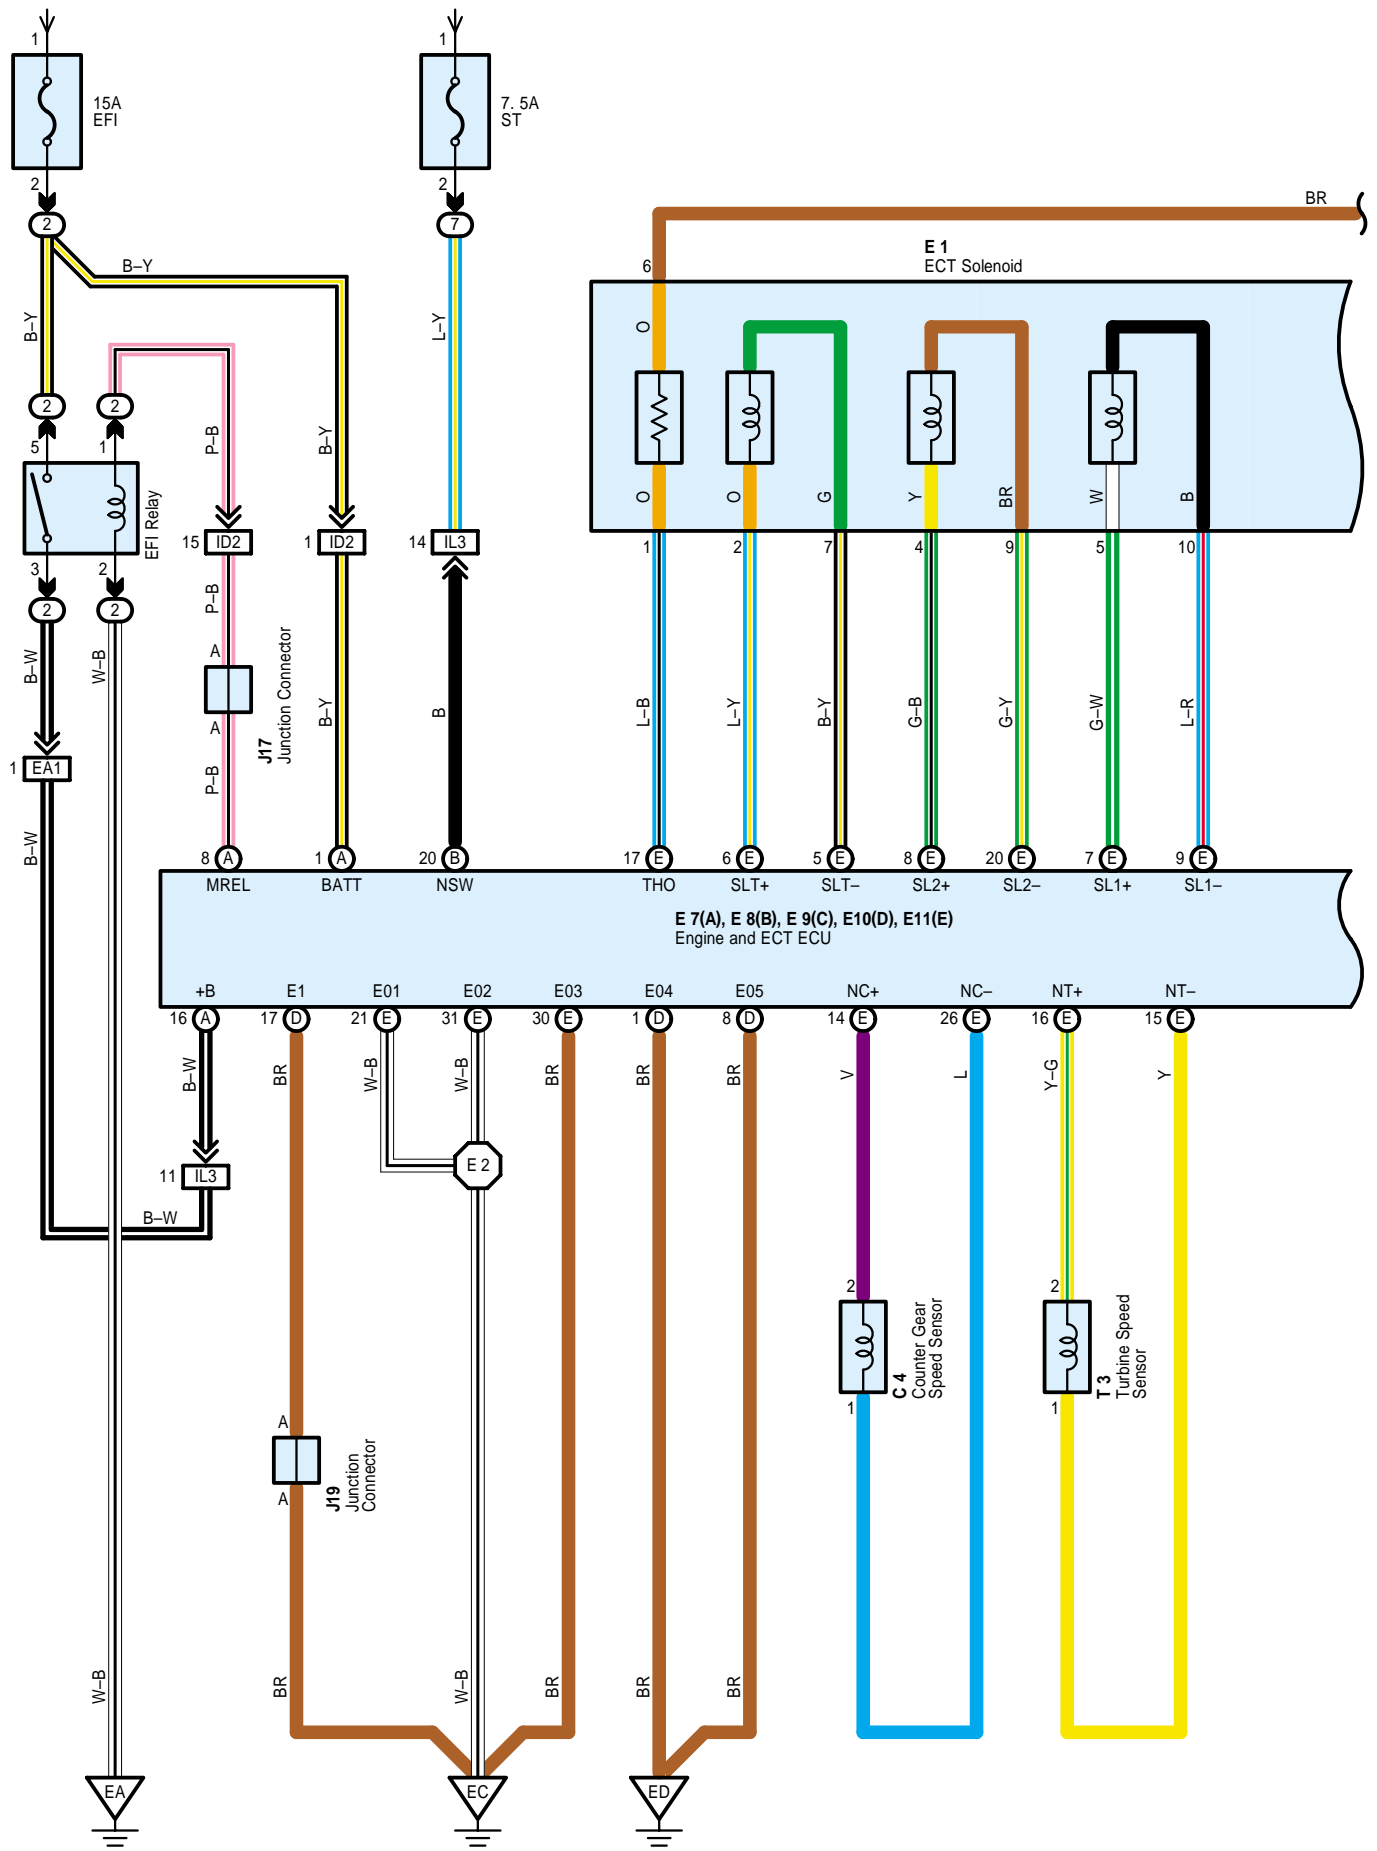 1
1
15A
EFI
7. 5A
ST
2
2
BR
2
7
E 1
ECT Solenoid
B–Y
6
B–Y
L–Y
O
2
2
5
1
P–B
B–Y
O
O
G
Y
BR
W
B
EFI Relay
15
ID2
1
ID2
14
IL3
1
2
7
4
9
5
10
3
2
2
2
P–B
A
J17
Junction Connector
B–W
W–B
A
B–Y
B
L–B
L–Y
B–Y
G–B
G–Y
G–W
L–R
1
EA1
P–B
B–W
8
A
1
A
20
B
17
E
6
E
5
E
8
E
20
E
7
E
9
E
MREL
BATT
NSW
THO
SLT+
SLT–
SL2+
SL2–
SL1+
SL1–
E 7(A), E 8(B), E 9(C), E10(D), E11(E)
Engine and ECT ECU
+B
E1
E01
E02
E03
E04
E05
NC+
NC–
NT+
NT–
16
A
17
D
21
E
31
E
30
E
1
D
8
D
14
E
26
E
16
E
15
E
B–W
BR
W–B
W–B
BR
BR
BR
V
L
Y–G
Y
E 2
11
IL3
B–W
2
2
C 4
Counter Gear
Speed Sensor
T 3
Turbine Speed
Sensor
1
1
A
A
J19
Junction
Connector
W–B
BR
W–B
BR
BR
BR
EA
EC
ED